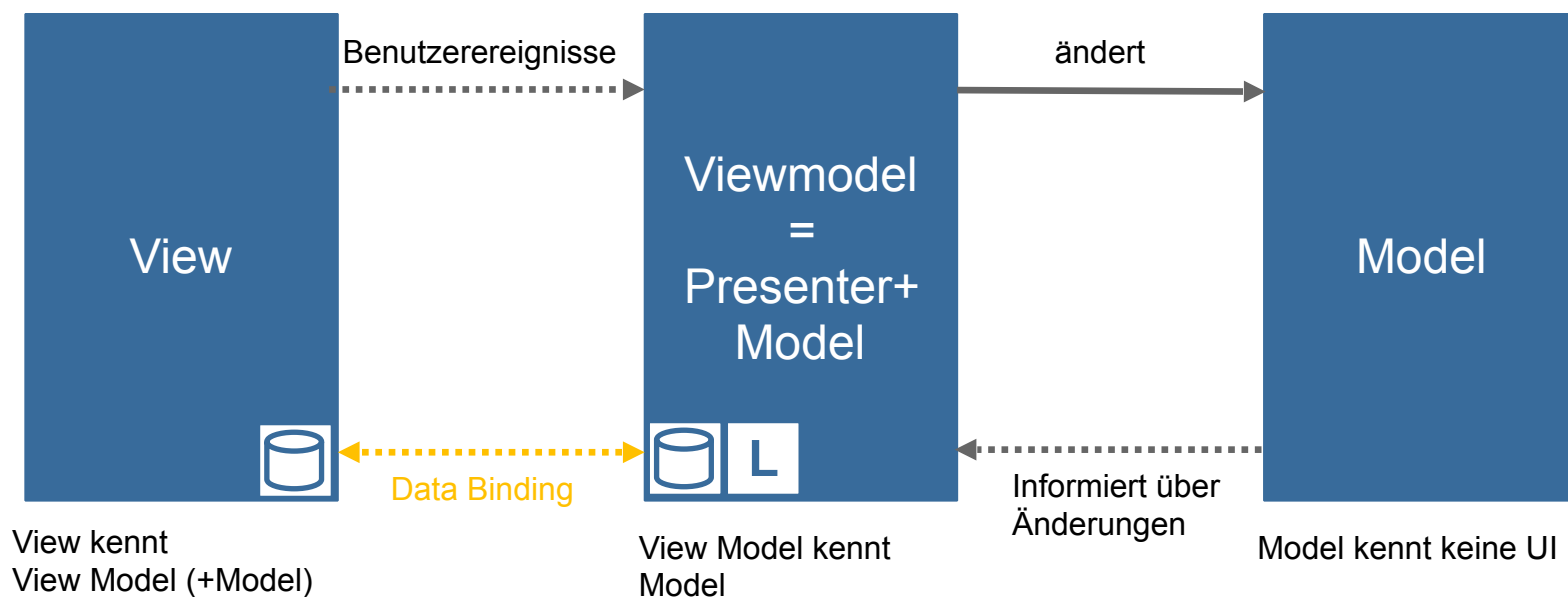 Benutzerereignisse
ändert
View
Viewmodel
=
Presenter+
Model
Model
L
Data Binding
Informiert über
Änderungen
View kennt
View Model (+Model)
View Model kennt
Model
Model kennt keine UI